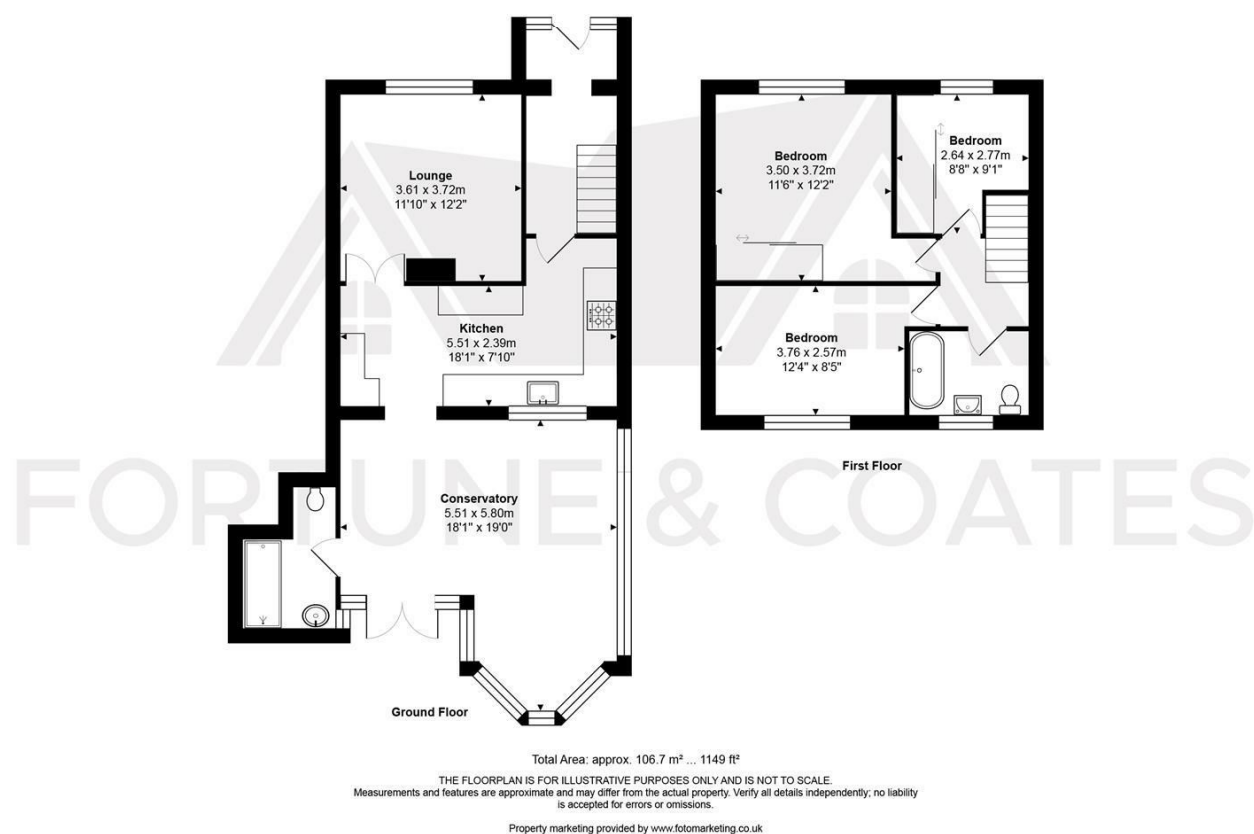 Lounge
3.61 x 3.72m
11'10" x 12'2"
Kitchen
5.51 x 2.39m
18'1" x 7'10"
Conservatory
5.51 x 5.80m
18'1" x 19'0"
Ground Floor
Bedroom
3.50 x 3.72m
11'6" x 12'2"
Bedroom
2.64 x 2.77m
8'8" x 9'1"
Bedroom
3.76 x 2.57m
12'4" x 8'5"
First Floor
FORTUNE & COATES
Total Area: approx. 106.7 m² ... 1149 ft²
THE FLOORPLAN IS FOR ILLUSTRATIVE PURPOSES ONLY AND IS NOT TO SCALE.
Measurements and features are approximate and may differ from the actual property. Verify all details independently; no liability
is accepted for errors or omissions.
Property marketing provided by www.fotomarketing.co.uk